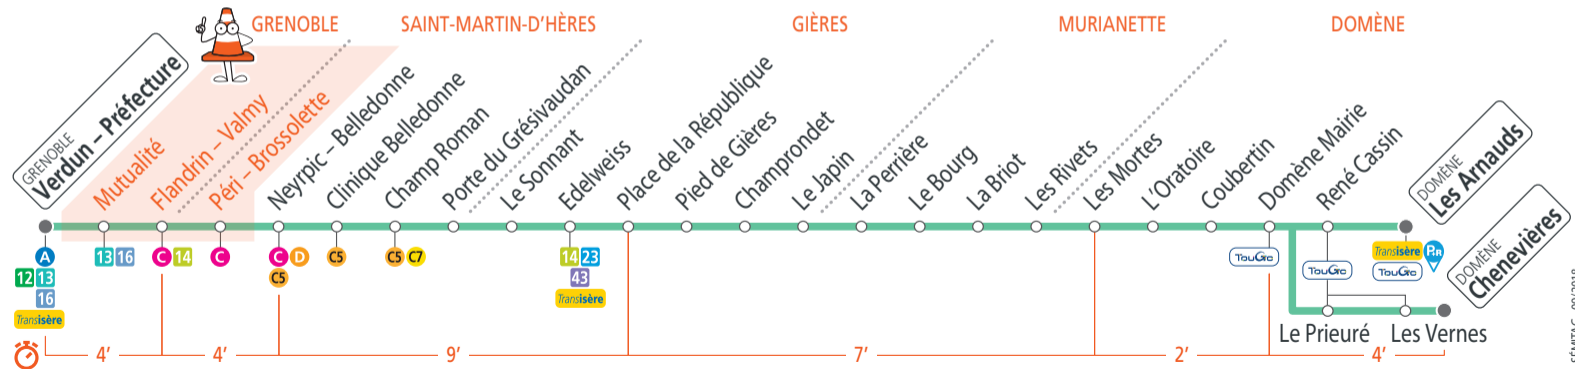 GRENOBLE
SAINT-MARTIN-D’HÈRES
GIÈRES
MURIANETTE
DOMÈNE
GRENOBLE
Verdun – Préfecture
Mutualité
Flandrin – Valmy
Péri – Brossolette
Neyrpic – Belledonne
Clinique Belledonne
Champ Roman
Porte du Grésivaudan
Le Sonnant
Edelweiss
Place de la République
Pied de Gières
Champrondet
Le Japin
La Perrière
Le Bourg
La Briot
Les Rivets
Les Mortes
L’Oratoire
Coubertin
Domène Mairie
René Cassin
DOMÈNE
Les Arnauds
DOMÈNE
Chenevières
A
12 13
16
Transisère
13 16
C 14
C
C D
C5
C5
C5 C7
14 23
43
Transisère
TouGo
TouGo
Transisère P+R
TouGo
Le Prieuré
Les Vernes
4’
4’
9’
7’
2’
4’
SÉMITAG - 09/2018